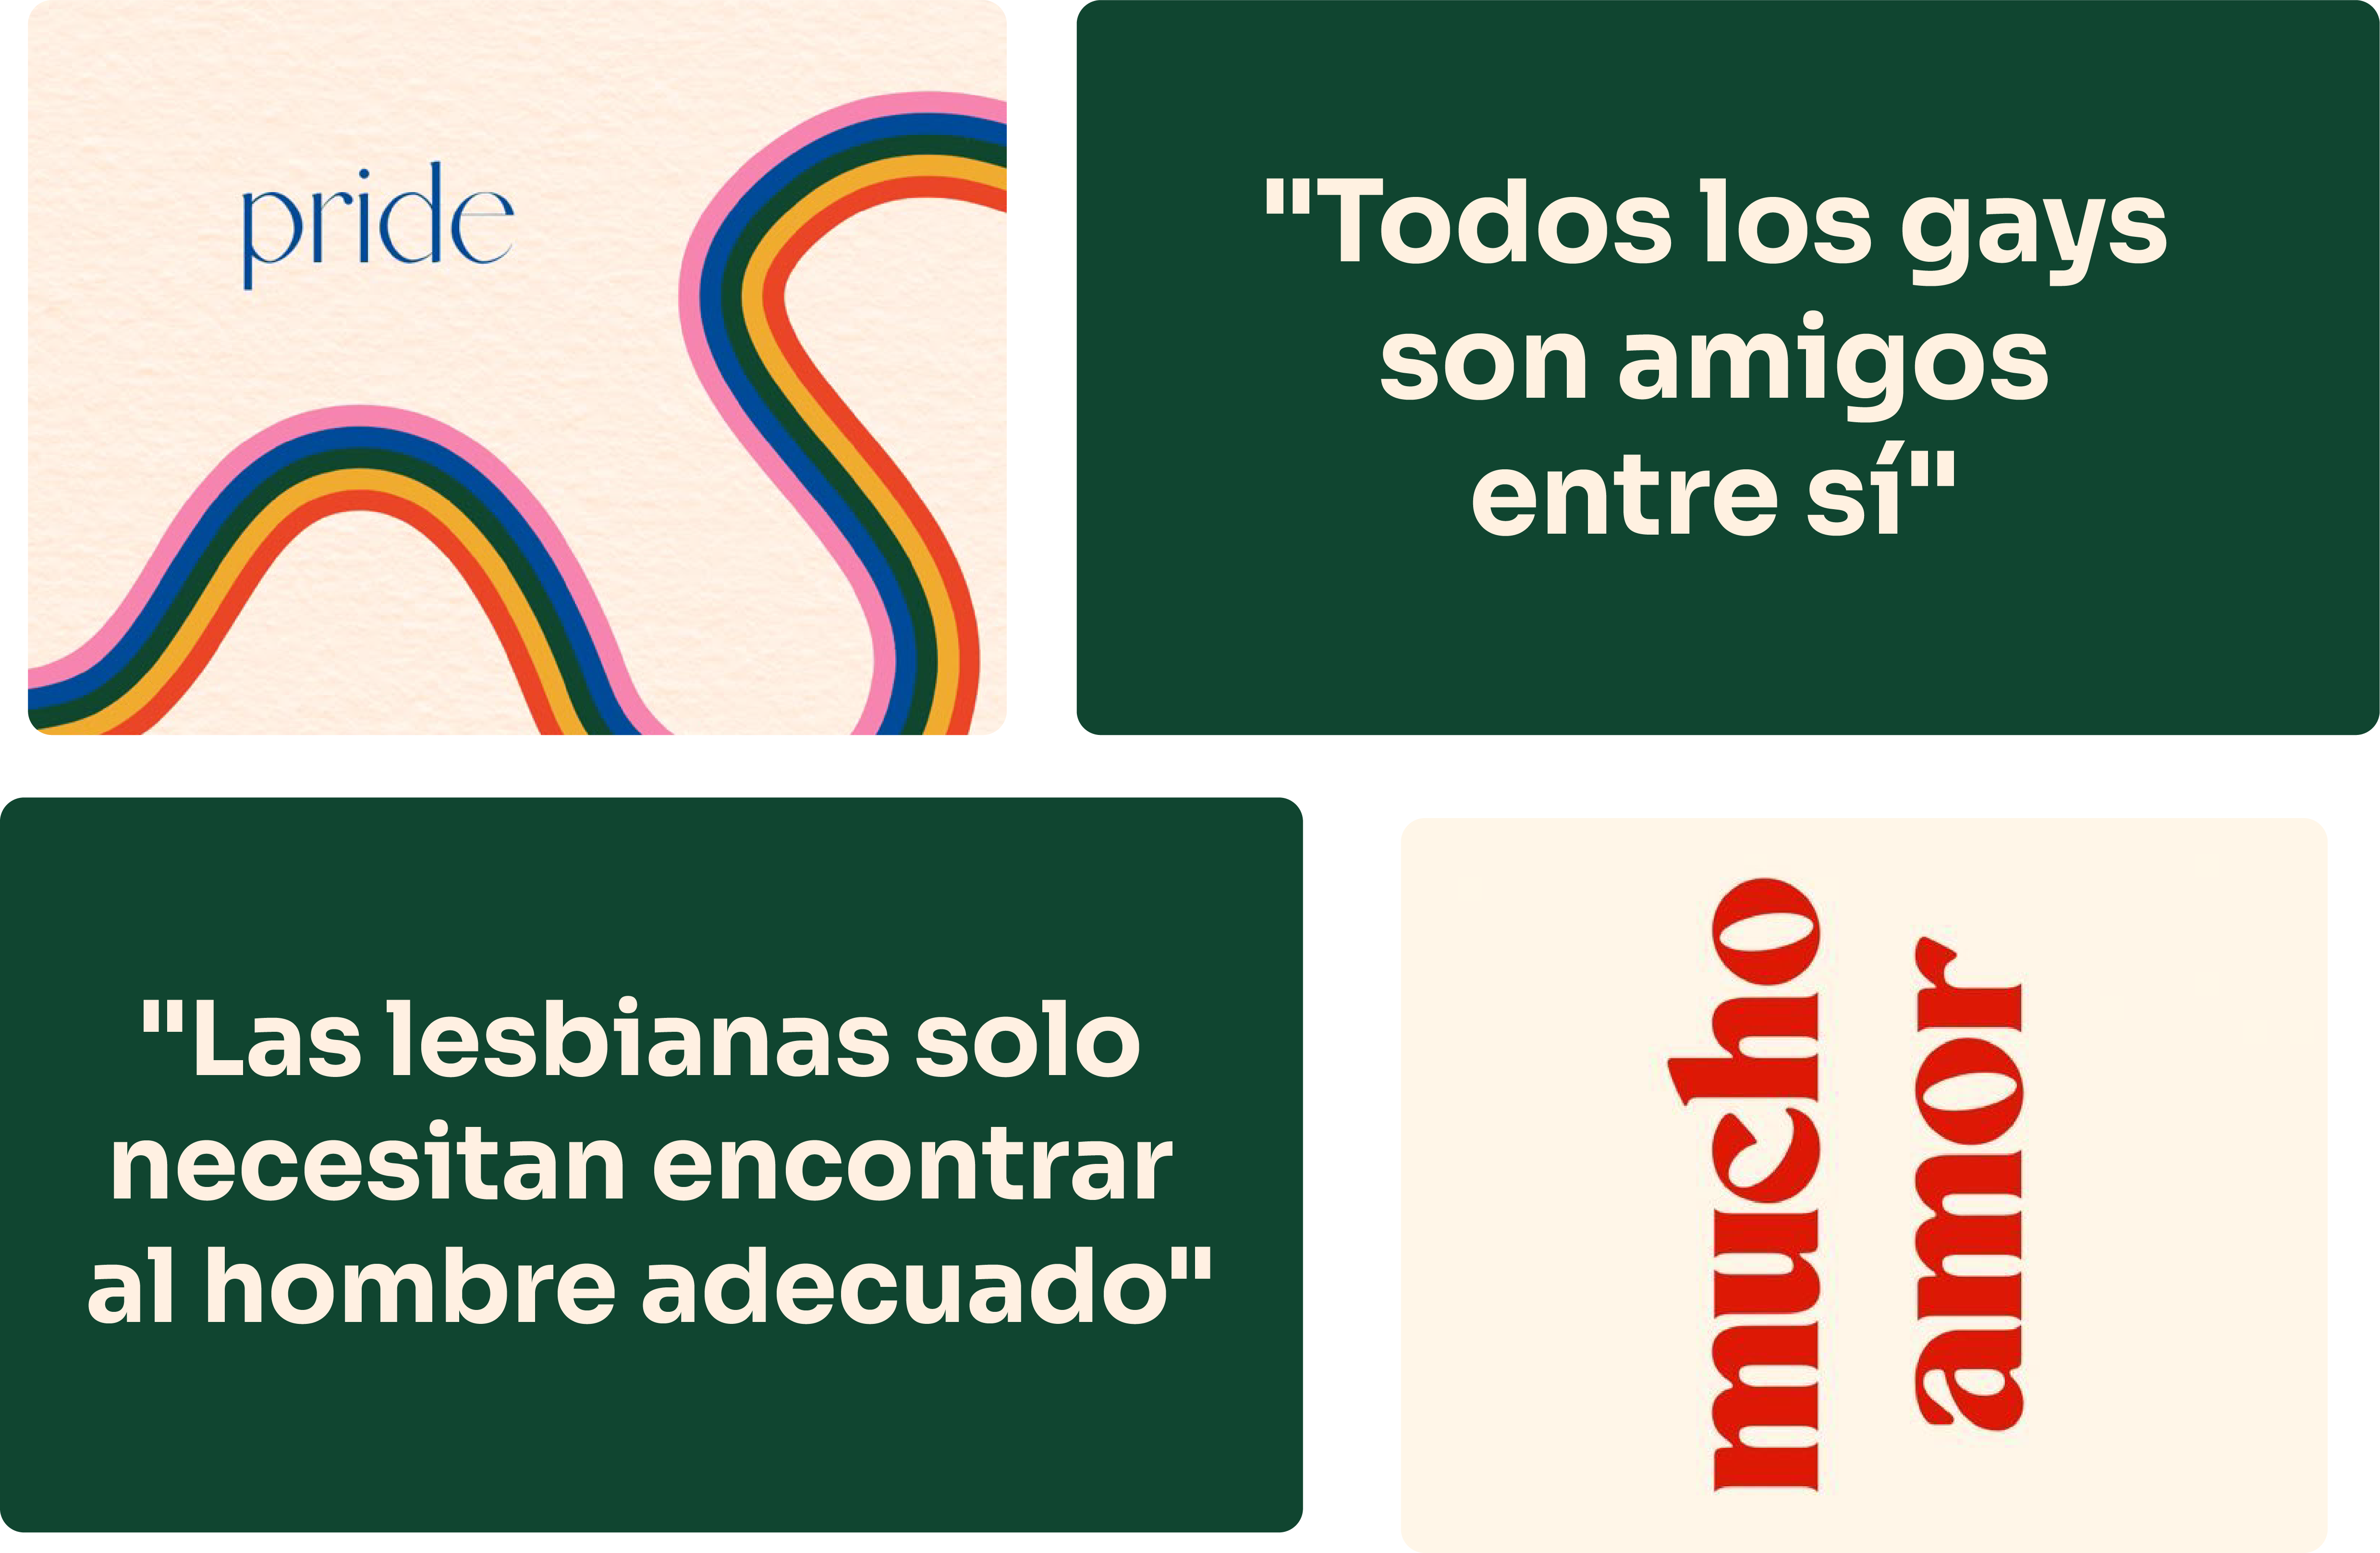 pride
"Todos los gays
son amigos
entre sí"
"Las lesbianas solo
necesitan encontrar
al hombre adecuado"
mucho
amor